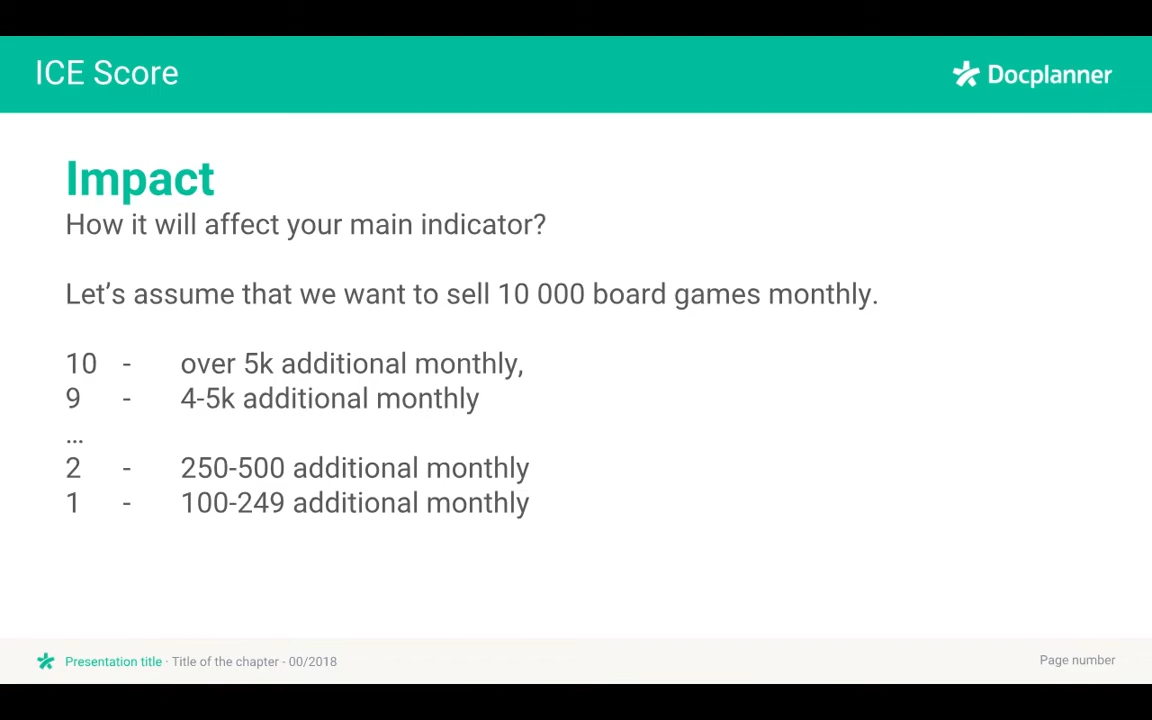 ICE Score
Docplanner
Impact
How it will affect your main indicator?
Let's assume that we want to sell 10 000 board games monthly.
10 - over 5k additional monthly,
9 - 4-5k additional monthly
...
2 - 250-500 additional monthly
1 - 100-249 additional monthly
Presentation title · Title of the chapter - 00/2018
Page number